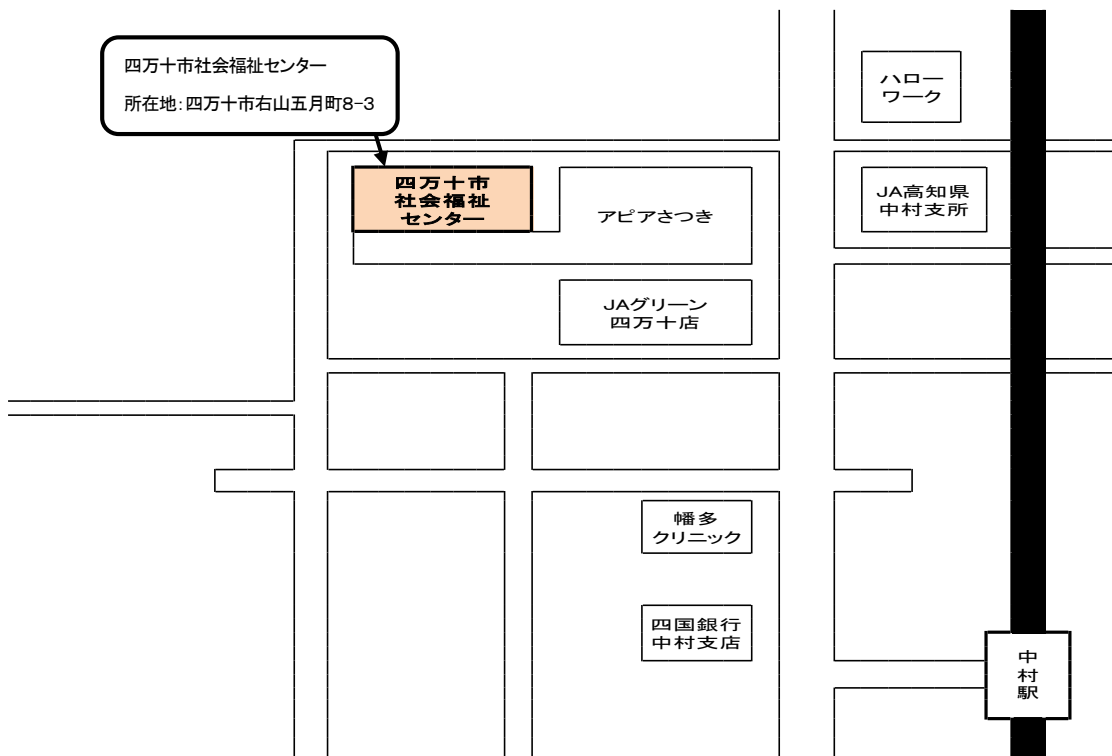 四万十市社会福祉センター
所在地:四万十市右山五月町8-3
ハロー
ワーク
四万十市
社会福祉
センター
アピアさつき
JA高知県
中村支所
JAグリーン
四万十店
幡多
クリニック
四国銀行
中村支店
中
村
駅